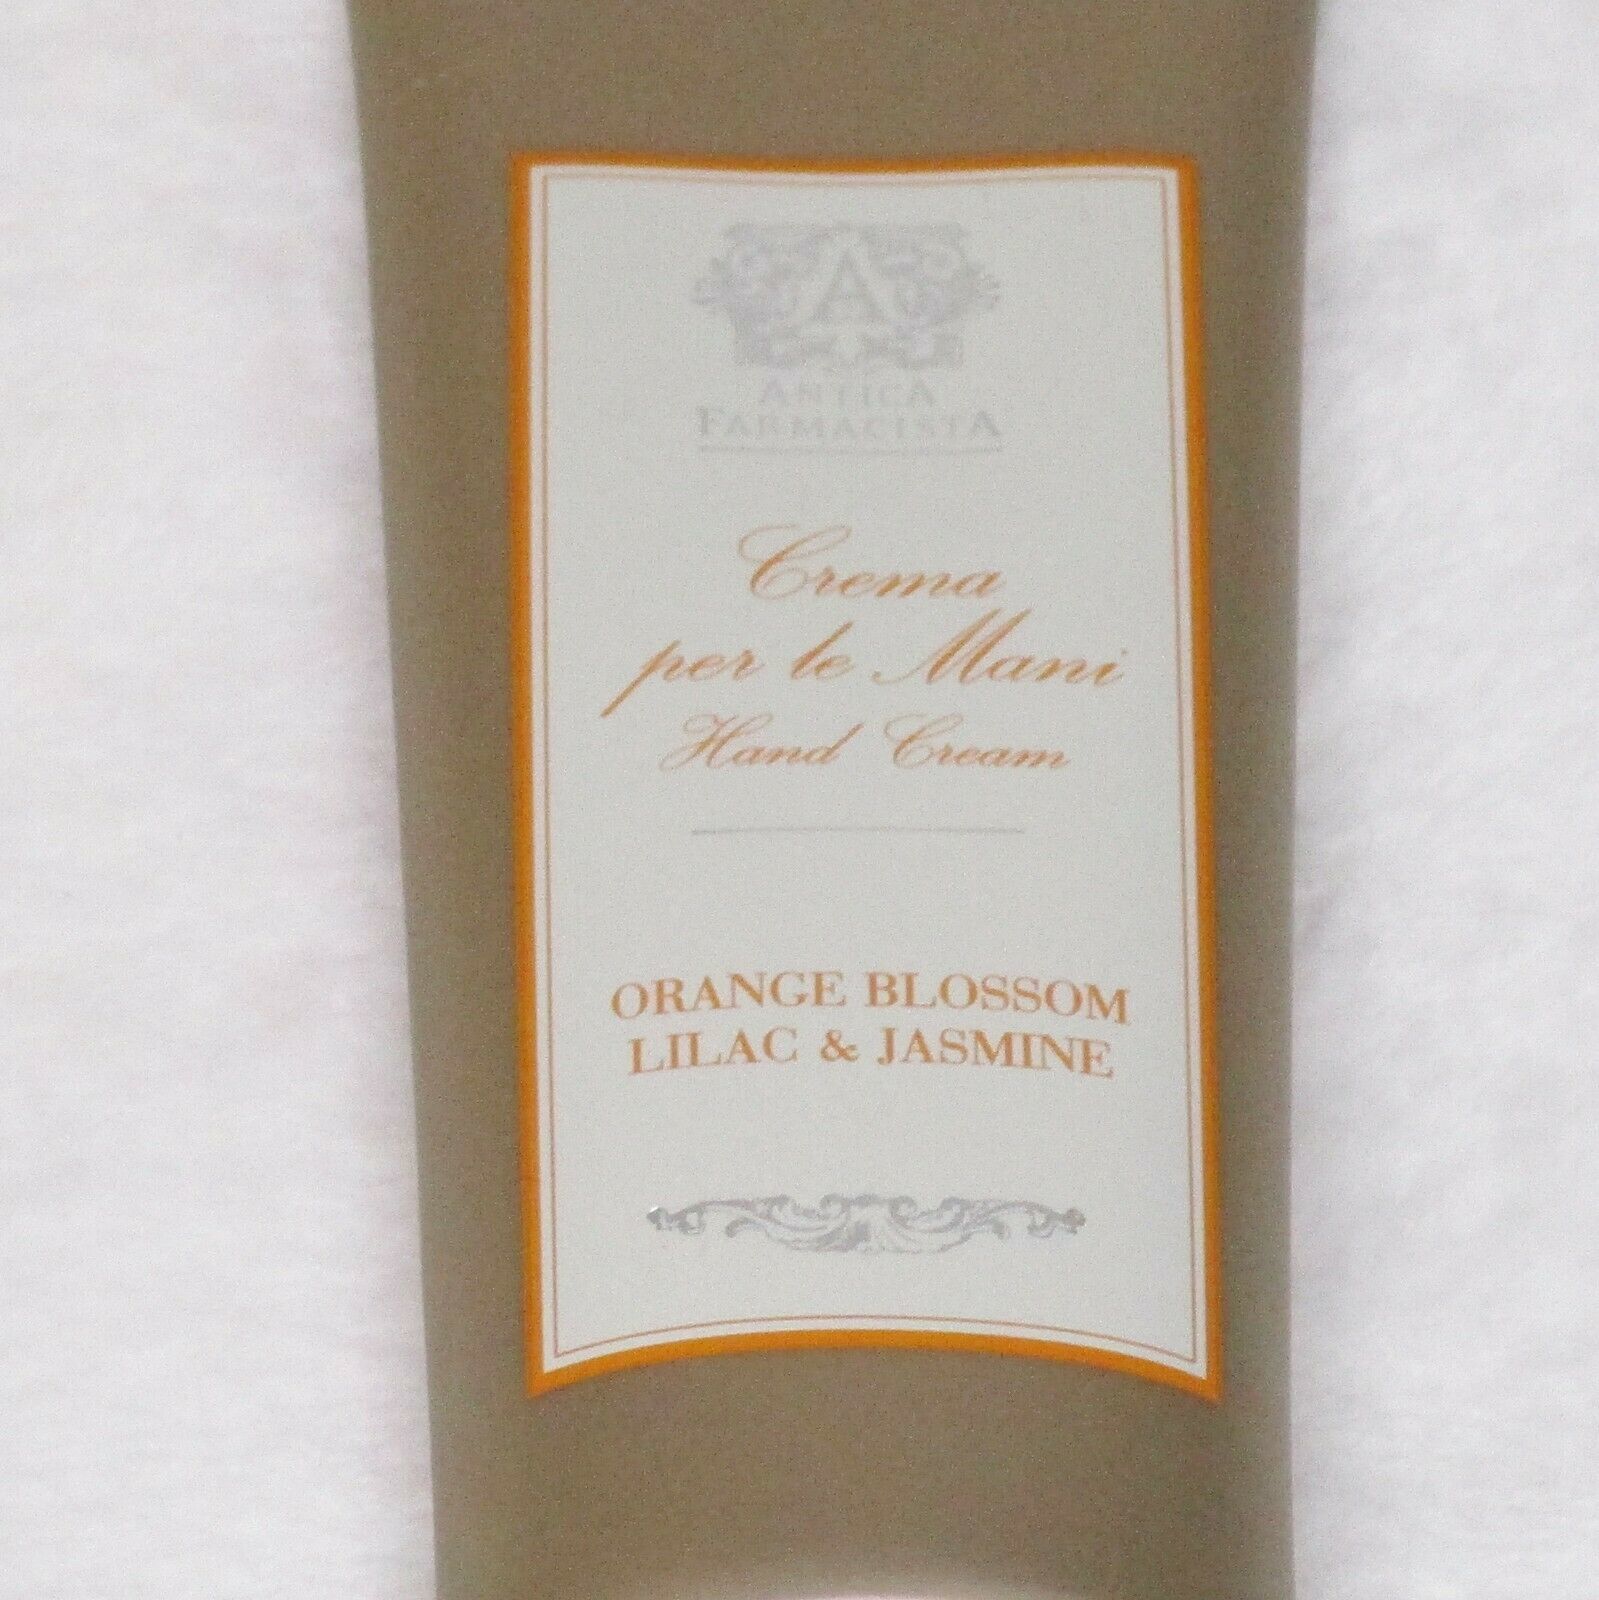 A
ANTICA
FARMACISTA
Crema
per le Mani
Hand Cream
ORANGE BLOSSOM
LILAC & JASMINE